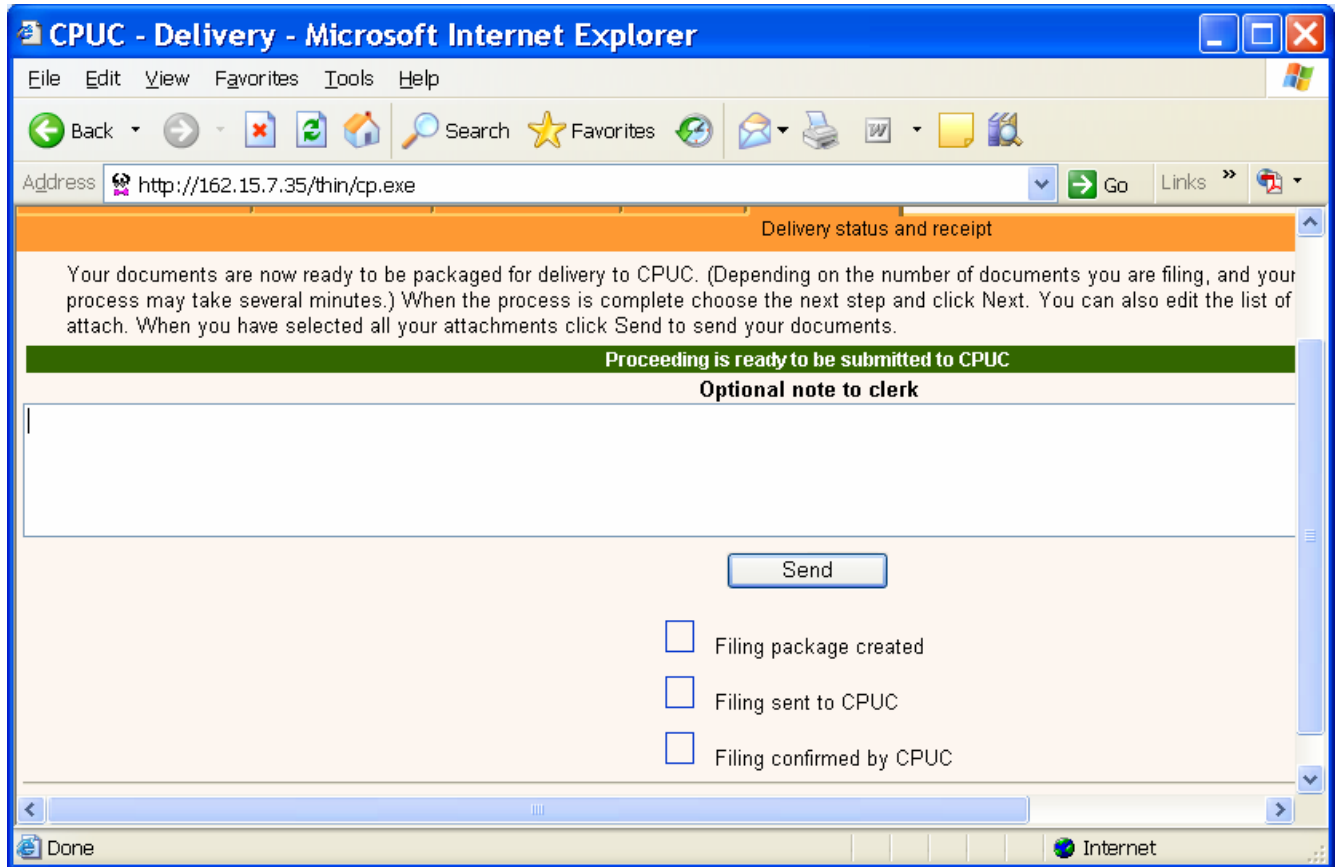 CPUC - Delivery - Microsoft Internet Explorer
File Edit View Favorites Tools Help
Back Search Favorites
Address http://162.15.7.35/thin/cp.exe Go Links »
Delivery status and receipt
Your documents are now ready to be packaged for delivery to CPUC. (Depending on the number of documents you are filing, and your
process may take several minutes.) When the process is complete choose the next step and click Next. You can also edit the list of
attach. When you have selected all your attachments click Send to send your documents.
Proceeding is ready to be submitted to CPUC
Optional note to clerk
Send
Filing package created
Filing sent to CPUC
Filing confirmed by CPUC
Done Internet